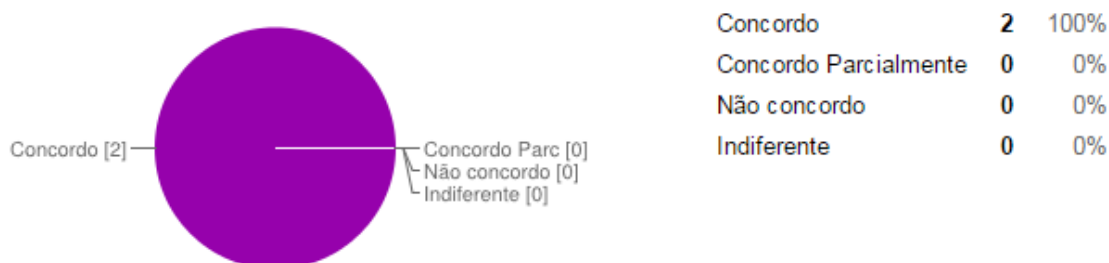 Concordo [2]
Concordo Parc [0]
Não concordo [0]
Indiferente [0]
Concordo 2 100%
Concordo Parcialmente 0 0%
Não concordo 0 0%
Indiferente 0 0%